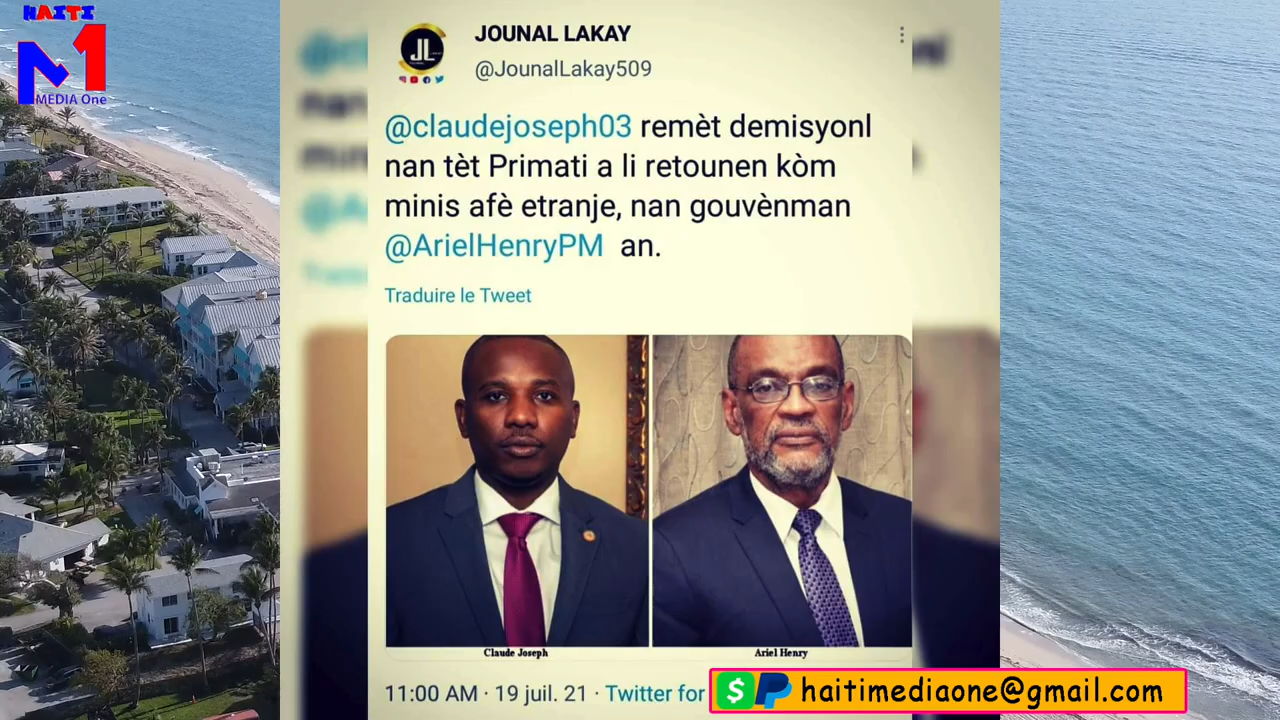 HAITI
M1
MEDIA One
JL
JOUNAL LAKAY
@JounalLakay509
@claudejoseph03 remèt demisyonl
nan tèt Primati a li retounen kòm
minis afè etranje, nan gouvènman
@ArielHenryPM an.
Traduire le Tweet
Claude Joseph
Ariel Henry
11:00 AM · 19 juil. 21 · Twitter for
haitimediaone@gmail.com